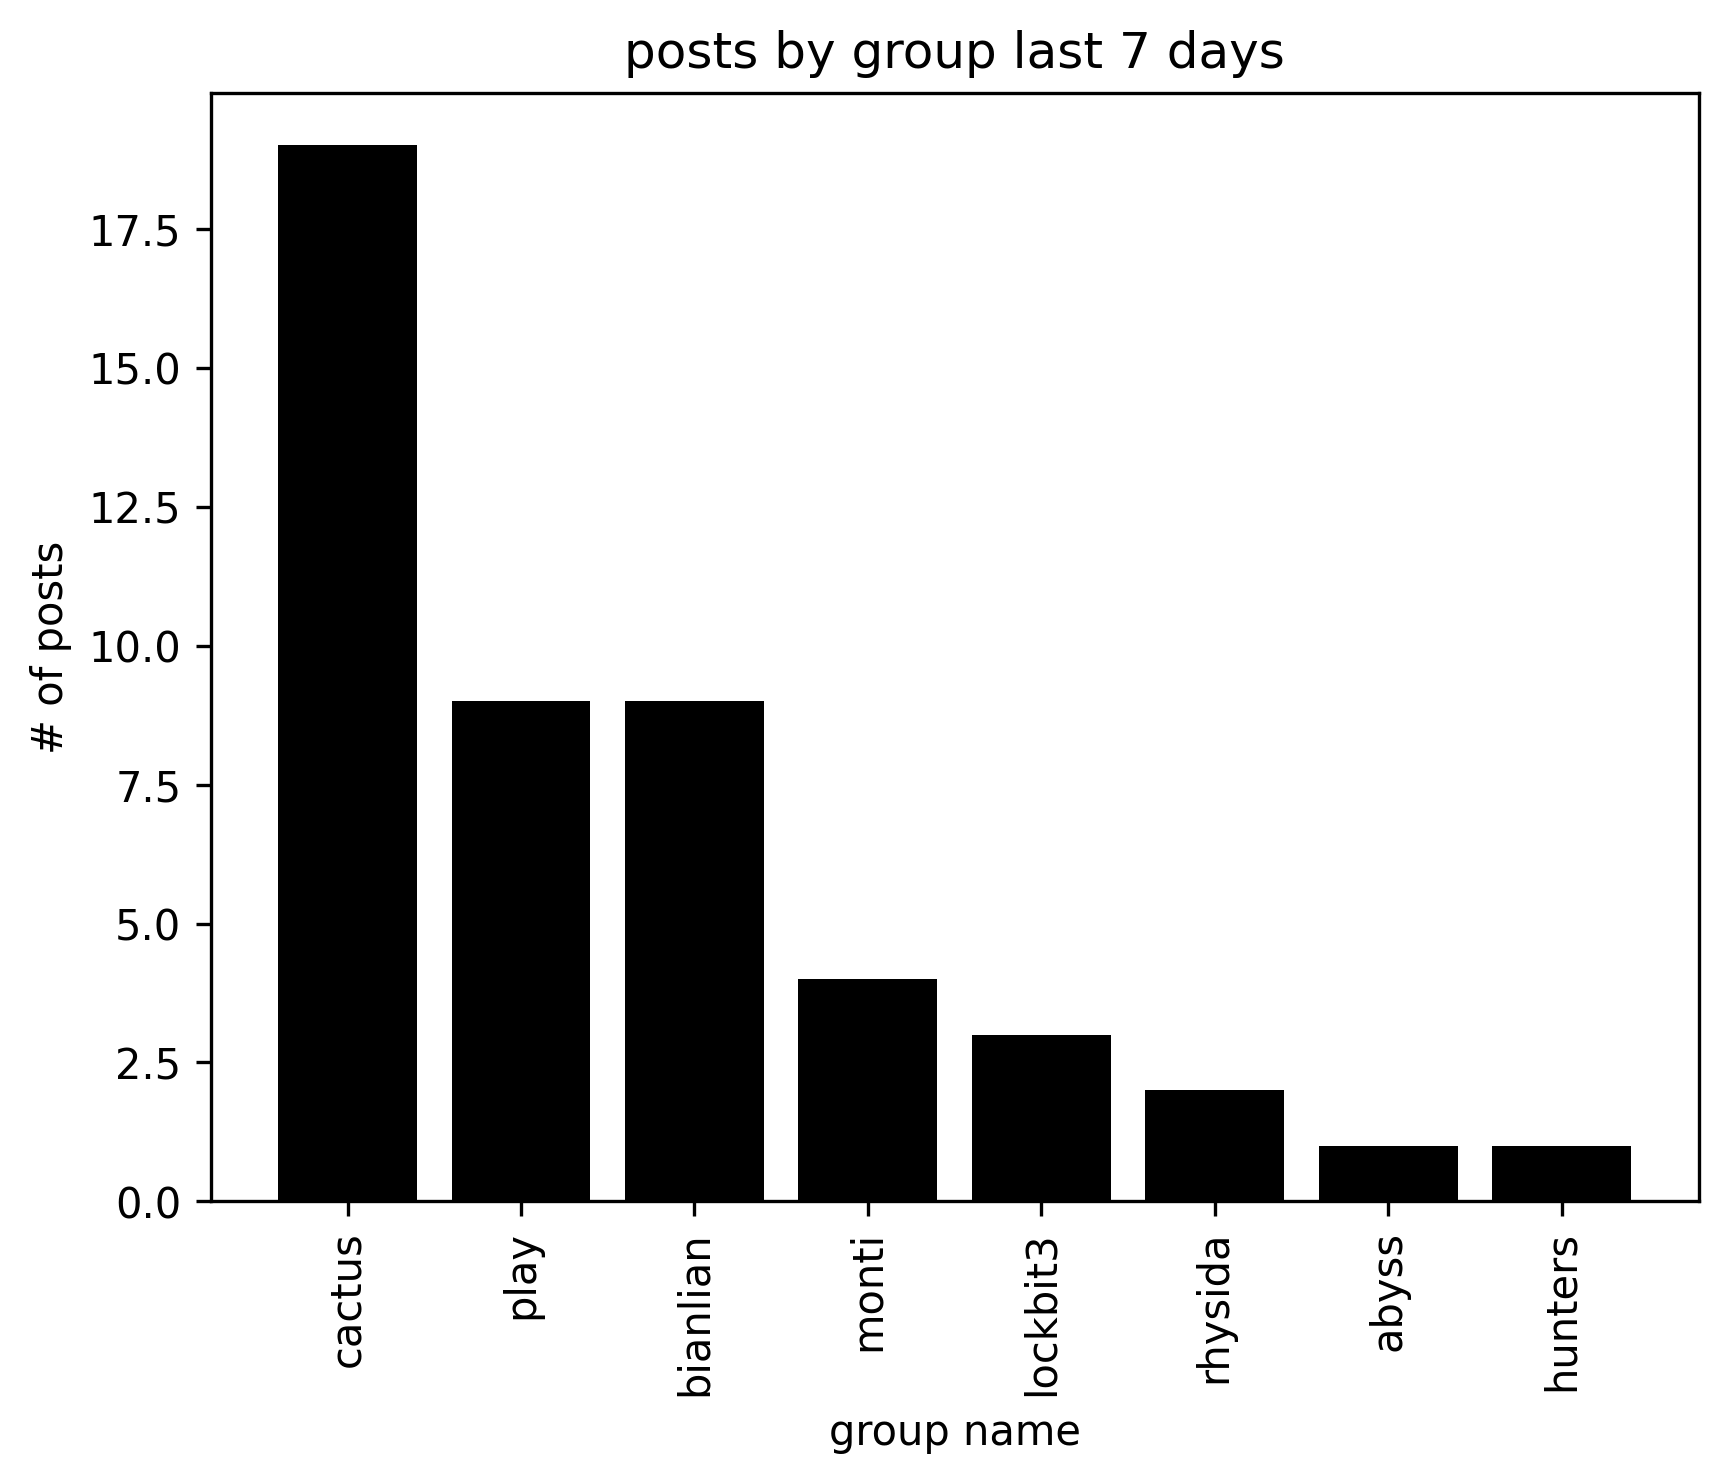 posts by group last 7 days
17.5
15.0
12.5
10.0
7.5
5.0
2.5
0.0
# of posts
cactus
play
bianlian
monti
lockbit3
rhysida
abyss
hunters
group name